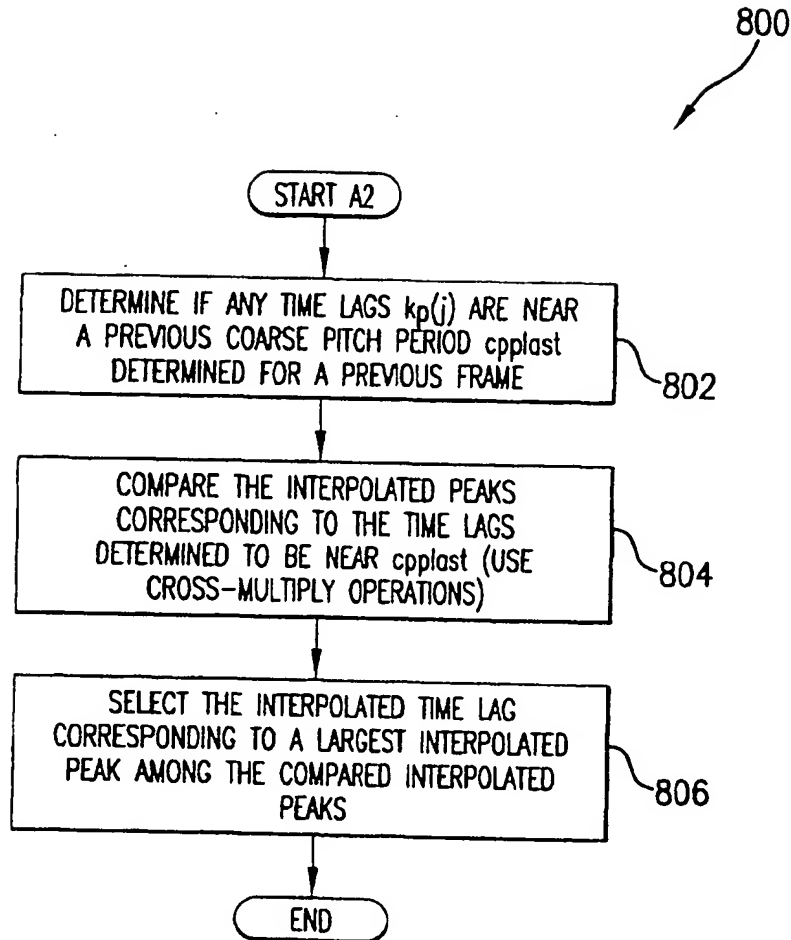 800
START A2
DETERMINE IF ANY TIME LAGS kp(j) ARE NEAR
A PREVIOUS COARSE PITCH PERIOD cpplast
DETERMINED FOR A PREVIOUS FRAME
802
COMPARE THE INTERPOLATED PEAKS
CORRESPONDING TO THE TIME LAGS
DETERMINED TO BE NEAR cpplast (USE
CROSS-MULTIPLY OPERATIONS)
804
SELECT THE INTERPOLATED TIME LAG
CORRESPONDING TO A LARGEST INTERPOLATED
PEAK AMONG THE COMPARED INTERPOLATED
PEAKS
806
END